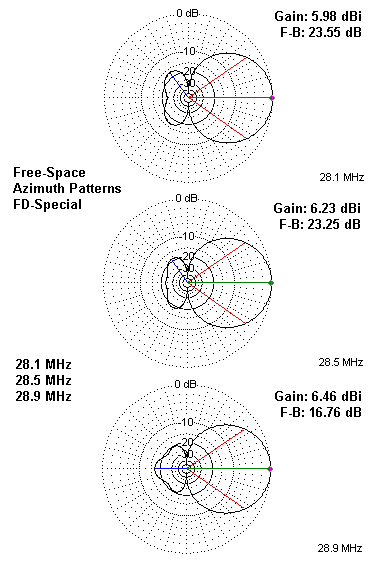 0 dB
Gain: 5.98 dBi
F-B: 23.55 dB
10
20
30
28.1 MHz
Free-Space
Azimuth Patterns
FD-Special
0 dB
Gain: 6.23 dBi
F-B: 23.25 dB
10
20
30
28.5 MHz
28.1 MHz
28.5 MHz
28.9 MHz
0 dB
Gain: 6.46 dBi
F-B: 16.76 dB
10
20
30
28.9 MHz